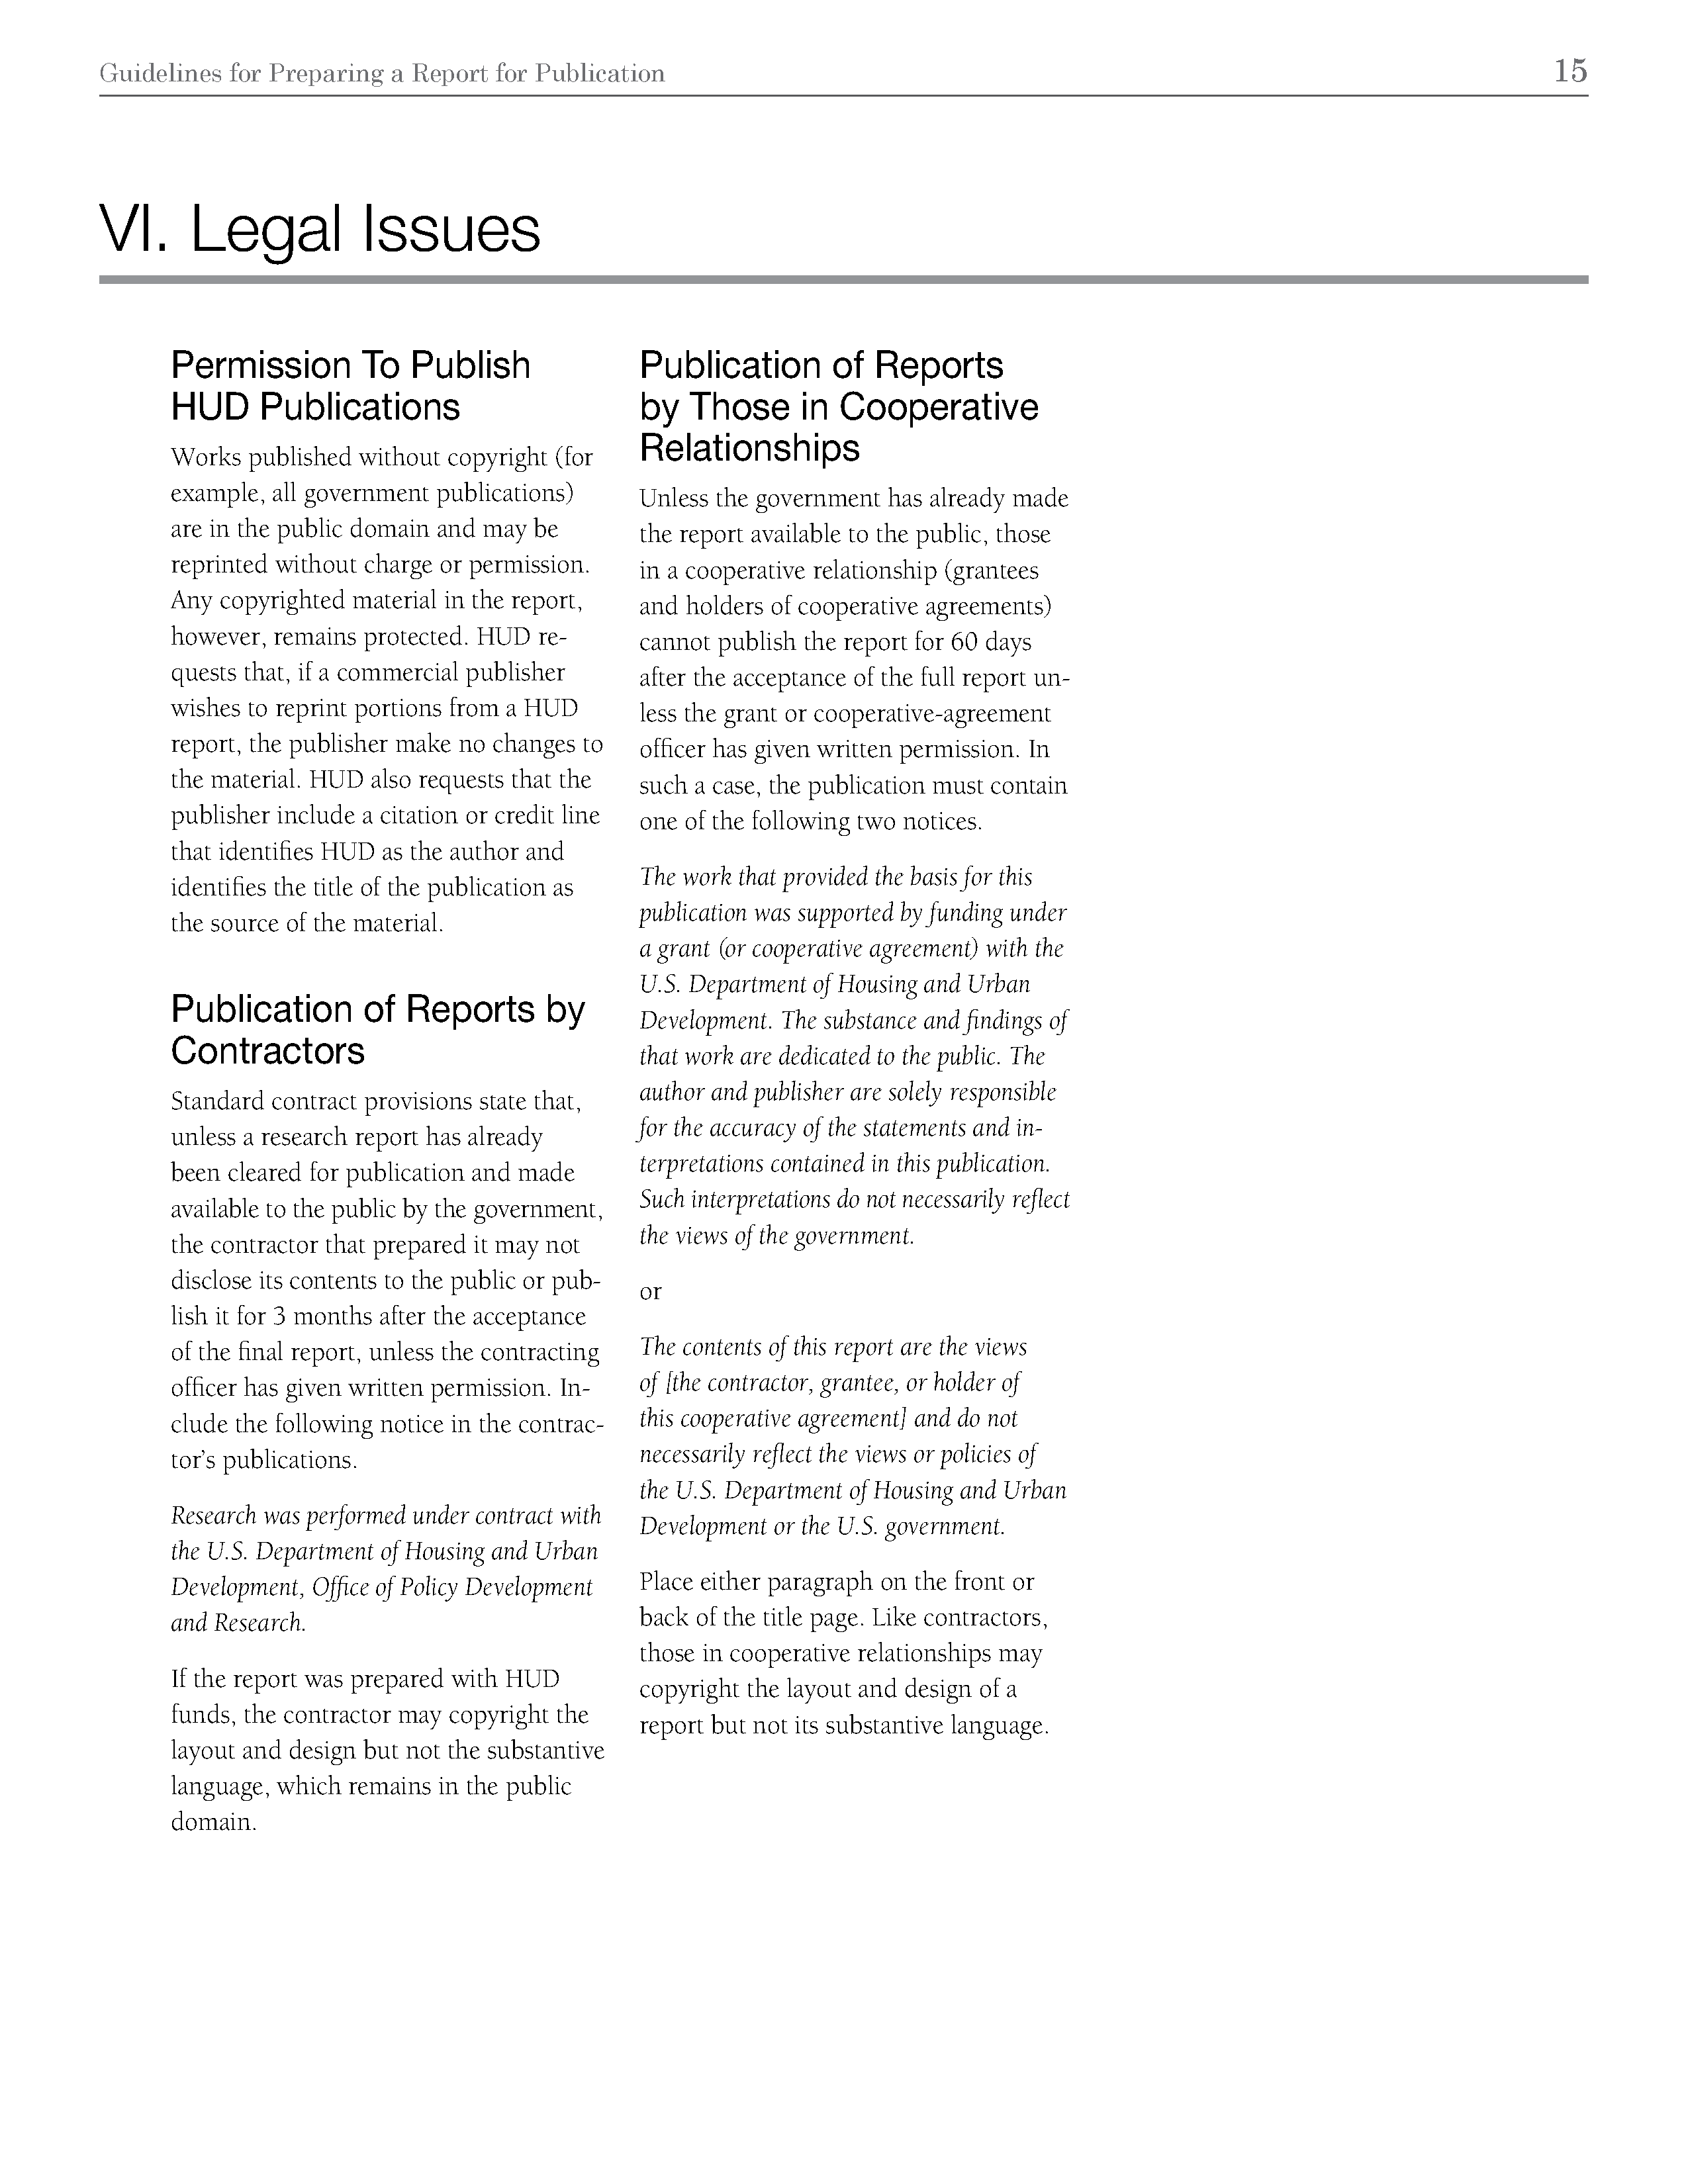 Guidelines for Preparing a Report for Publication 15
VI. Legal Issues
Permission To Publish
HUD Publications
Works published without copyright (for
example, all government publications)
are in the public domain and may be
reprinted without charge or permission.
Any copyrighted material in the report,
however, remains protected. HUD re-
quests that, if a commercial publisher
wishes to reprint portions from a HUD
report, the publisher make no changes to
the material. HUD also requests that the
publisher include a citation or credit line
that identifies HUD as the author and
identifies the title of the publication as
the source of the material.
Publication of Reports by
Contractors
Standard contract provisions state that,
unless a research report has already
been cleared for publication and made
available to the public by the government,
the contractor that prepared it may not
disclose its contents to the public or pub-
lish it for 3 months after the acceptance
of the final report, unless the contracting
officer has given written permission. In-
clude the following notice in the contrac-
tor's publications.
Research was performed under contract with
the U.S. Department of Housing and Urban
Development, Office of Policy Development
and Research.
If the report was prepared with HUD
funds, the contractor may copyright the
layout and design but not the substantive
language, which remains in the public
domain.
Publication of Reports
by Those in Cooperative
Relationships
Unless the government has already made
the report available to the public, those
in a cooperative relationship (grantees
and holders of cooperative agreements)
cannot publish the report for 60 days
after the acceptance of the full report un-
less the grant or cooperative-agreement
officer has given written permission. In
such a case, the publication must contain
one of the following two notices.
The work that provided the basis for this
publication was supported by funding under
a grant (or cooperative agreement) with the
U.S. Department of Housing and Urban
Development. The substance and findings of
that work are dedicated to the public. The
author and publisher are solely responsible
for the accuracy of the statements and in-
terpretations contained in this publication.
Such interpretations do not necessarily reflect
the views of the government.
or
The contents of this report are the views
of [the contractor, grantee, or holder of
this cooperative agreement] and do not
necessarily reflect the views or policies of
the U.S. Department of Housing and Urban
Development or the U.S. government.
Place either paragraph on the front or
back of the title page. Like contractors,
those in cooperative relationships may
copyright the layout and design of a
report but not its substantive language.